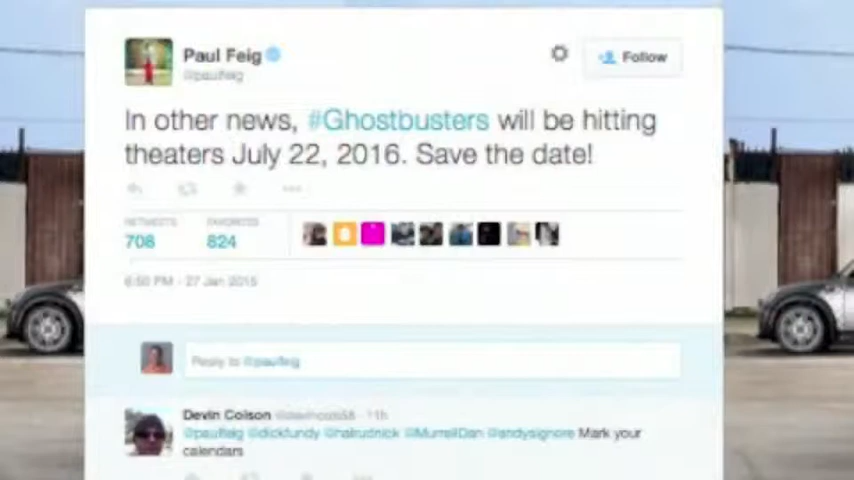 Paul Feig
@paulfeig
Follow
In other news, #Ghostbusters will be hitting
theaters July 22, 2016. Save the date!
RETWEETS
FAVORITES
708
824
6:50 PM - 27 Jan 2015
Reply to @paulfeig
Devin Colson
11h
@paulfeig @dickfundy @halrudnick @MurrellDan @andysignore Mark your
calendars